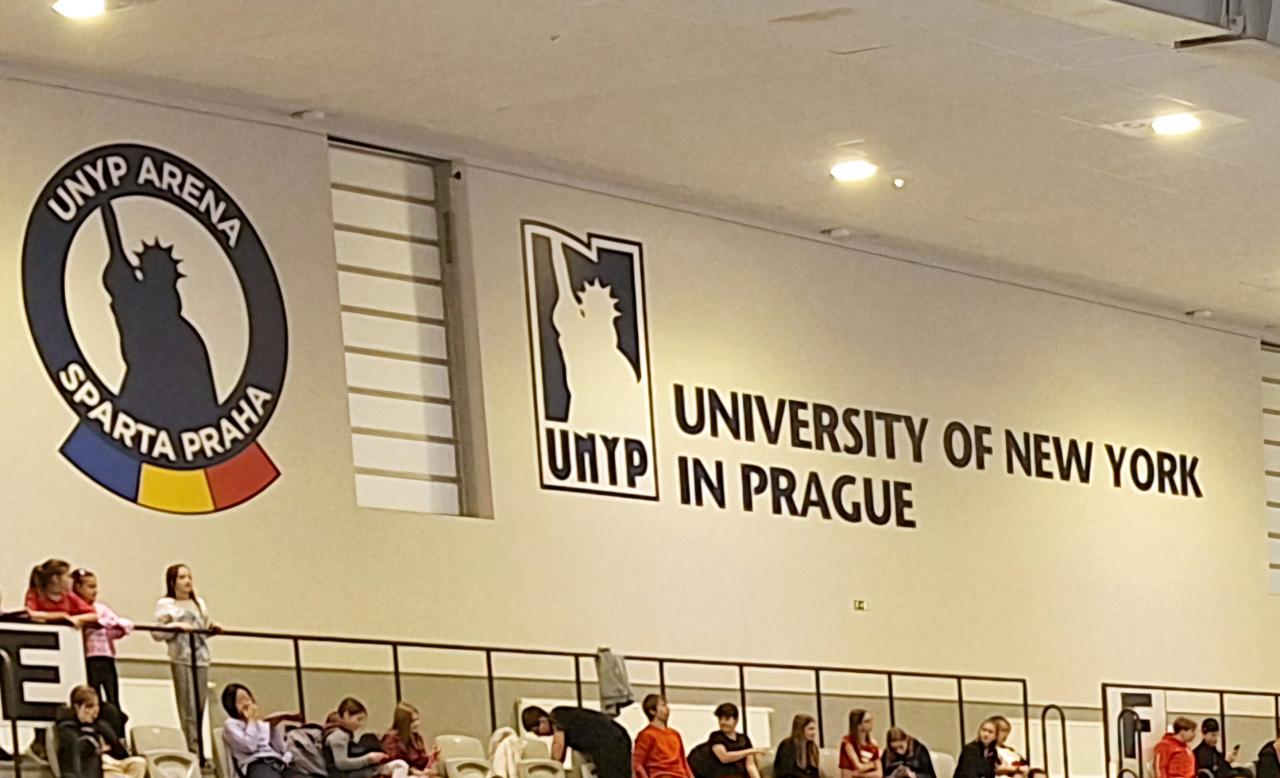 UNYP ARENA
SPARTA PRAHA
UNYP
UNIVERSITY OF NEW YORK
IN PRAGUE
E
F